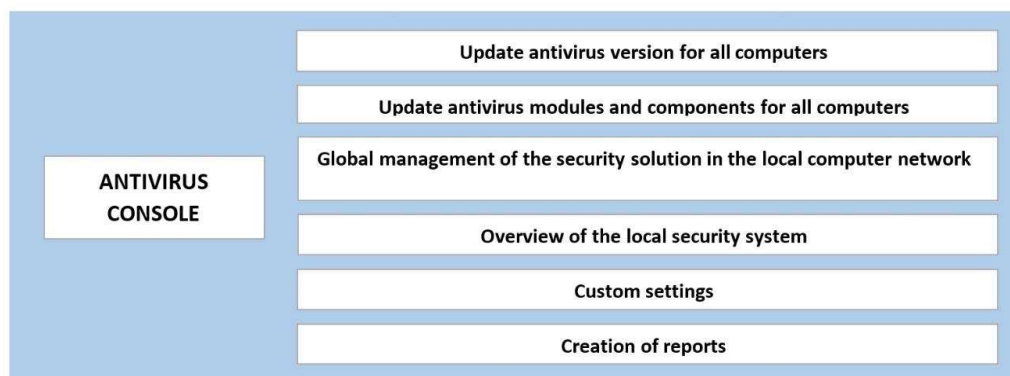 Update antivirus version for all computers
Update antivirus modules and components for all computers
Global management of the security solution in the local computer network
ANTIVIRUS
CONSOLE
Overview of the local security system
Custom settings
Creation of reports